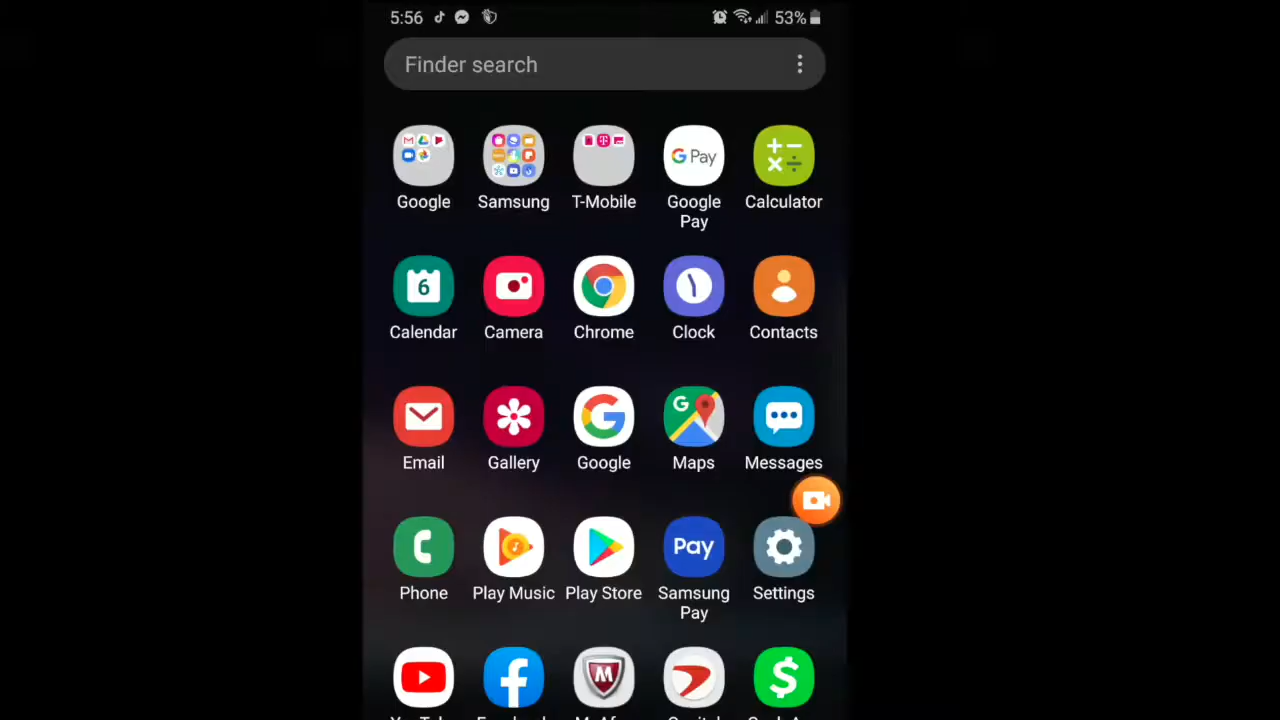 5:56 53%
Finder search
G Pay
Google Samsung T-Mobile Google Pay Calculator
6
Calendar Camera Chrome Clock Contacts
G
Email Gallery Google Maps Messages
Pay
Phone Play Music Play Store Samsung Pay Settings